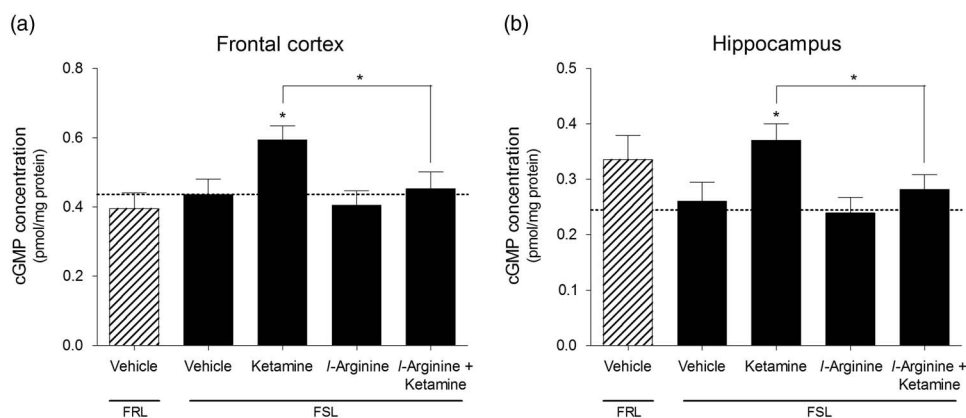 (a)
Frontal cortex
cGMP concentration
(pmol/mg protein)
0.8
0.6
0.4
0.2
0.0
*
*
Vehicle
Vehicle
Ketamine
l-Arginine
l-Arginine +
Ketamine
FRL
FSL
(b)
Hippocampus
cGMP concentration
(pmol/mg protein)
0.5
0.4
0.3
0.2
0.1
0.0
*
*
Vehicle
Vehicle
Ketamine
l-Arginine
l-Arginine +
Ketamine
FRL
FSL